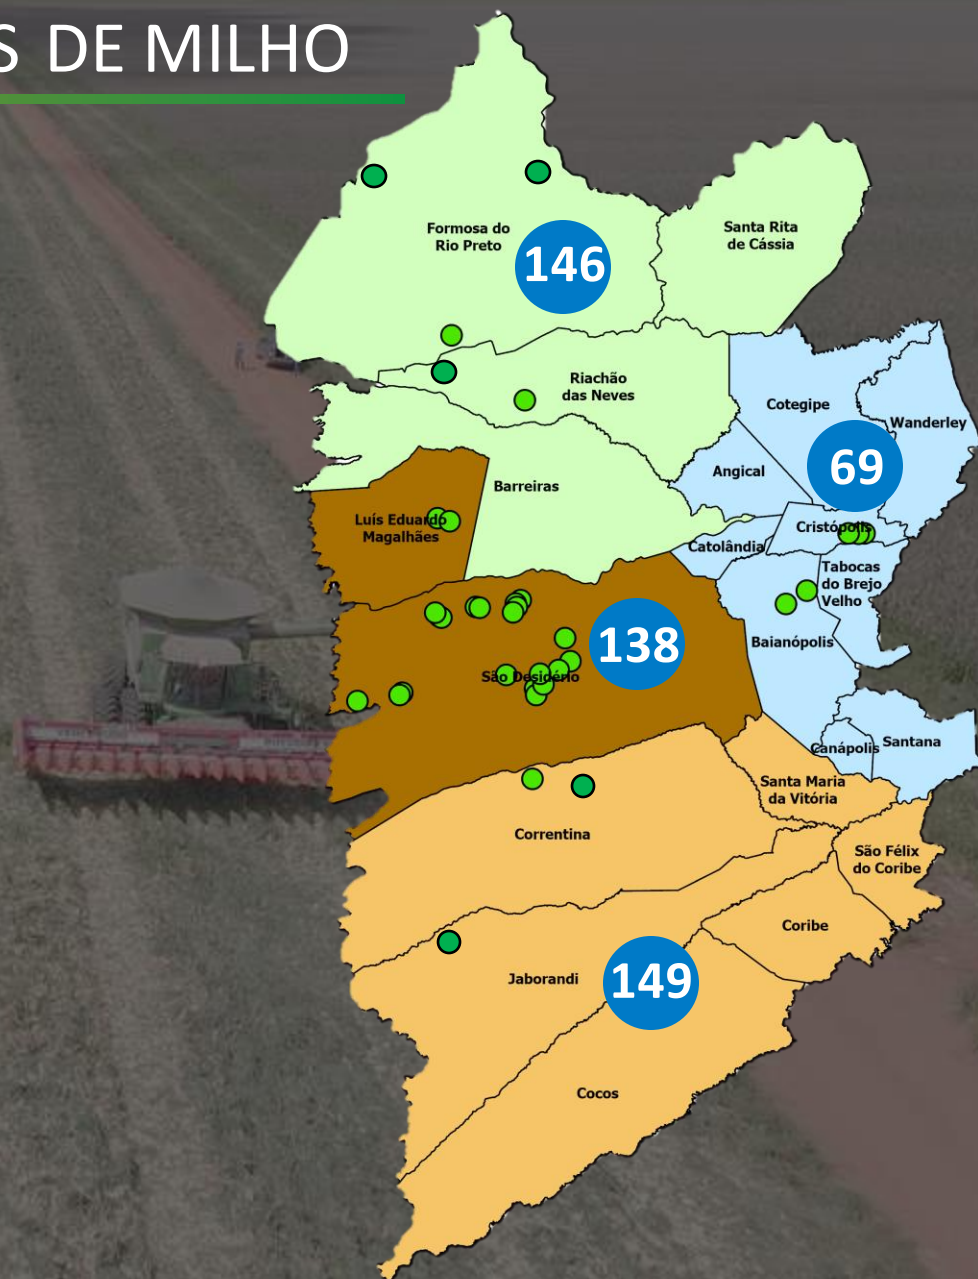 S DE MILHO
Formosa do
Rio Preto
146
Santa Rita
de Cássia
Riachão
das Neves
Cotegipe
Wanderley
Angical
69
Barreiras
Luís Eduardo
Magalhães
Cristópolis
Catolândia
Tabocas
do Brejo
Velho
138
São Desidério
Baianópolis
Canápolis
Santana
Santa Maria
da Vitória
Correntina
São Félix
do Coribe
Coribe
Jaborandi
149
Cocos